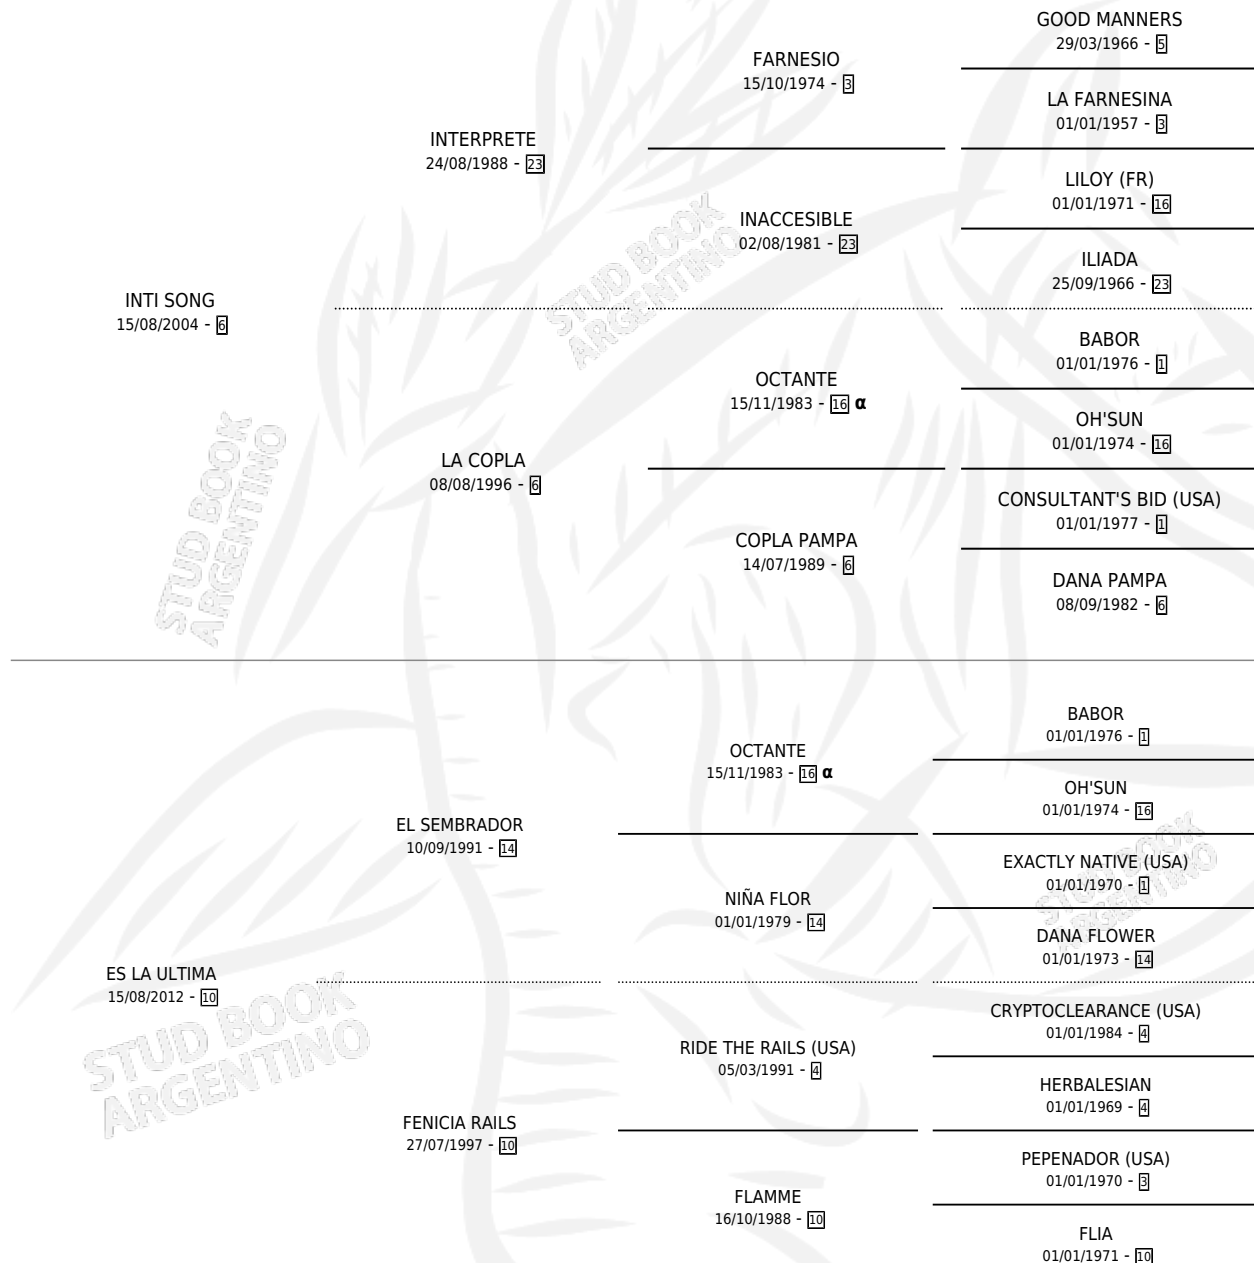 GOOD MANNERS
29/03/1966 - 5
FARNESIO
15/10/1974 - 3
LA FARNESINA
01/01/1957 - 3
INTERPRETE
24/08/1988 - 23
LILOY (FR)
01/01/1971 - 16
INACCESIBLE
02/08/1981 - 23
ILIADA
25/09/1966 - 23
INTI SONG
15/08/2004 - 6
BABOR
01/01/1976 - 1
OCTANTE
15/11/1983 - 16 α
OH'SUN
01/01/1974 - 16
LA COPLA
08/08/1996 - 6
CONSULTANT'S BID (USA)
01/01/1977 - 1
COPLA PAMPA
14/07/1989 - 6
DANA PAMPA
08/09/1982 - 6
BABOR
01/01/1976 - 1
OCTANTE
15/11/1983 - 16 α
OH'SUN
01/01/1974 - 16
EL SEMBRADOR
10/09/1991 - 14
EXACTLY NATIVE (USA)
01/01/1970 - 1
NIÑA FLOR
01/01/1979 - 14
DANA FLOWER
01/01/1973 - 14
ES LA ULTIMA
15/08/2012 - 10
CRYPTOCLEARANCE (USA)
01/01/1984 - 4
RIDE THE RAILS (USA)
05/03/1991 - 4
HERBALESIAN
01/01/1969 - 4
FENICIA RAILS
27/07/1997 - 10
PEPENADOR (USA)
01/01/1970 - 3
FLAMME
16/10/1988 - 10
FLIA
01/01/1971 - 10
STUD BOOK
ARGENTINO
STUD BOOK
ARGENTINO
STUD BOOK
ARGENTINO
STUD BOOK
ARGENTINO